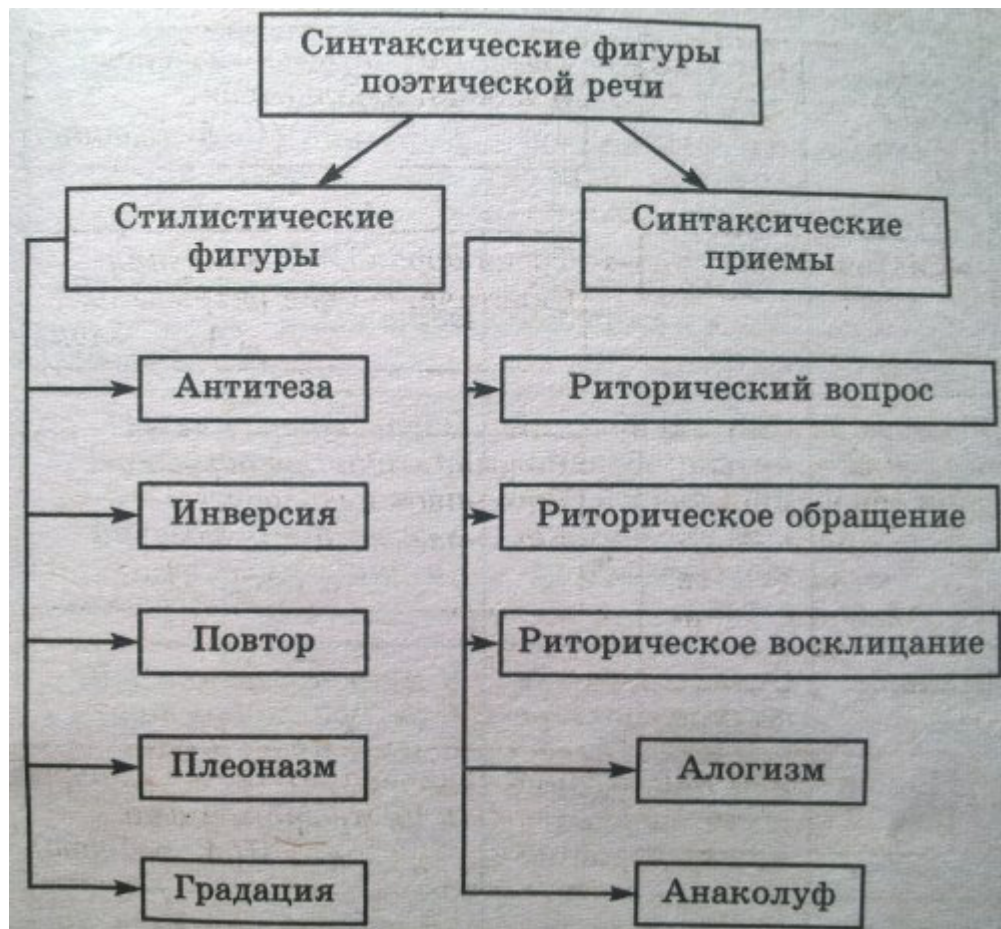 Синтаксические фигуры
поэтической речи
Стилистические
фигуры
Синтаксические
приемы
Антитеза
Риторический вопрос
Инверсия
Риторическое обращение
Повтор
Риторическое восклицание
Плеоназм
Алогизм
Градация
Анаколуф